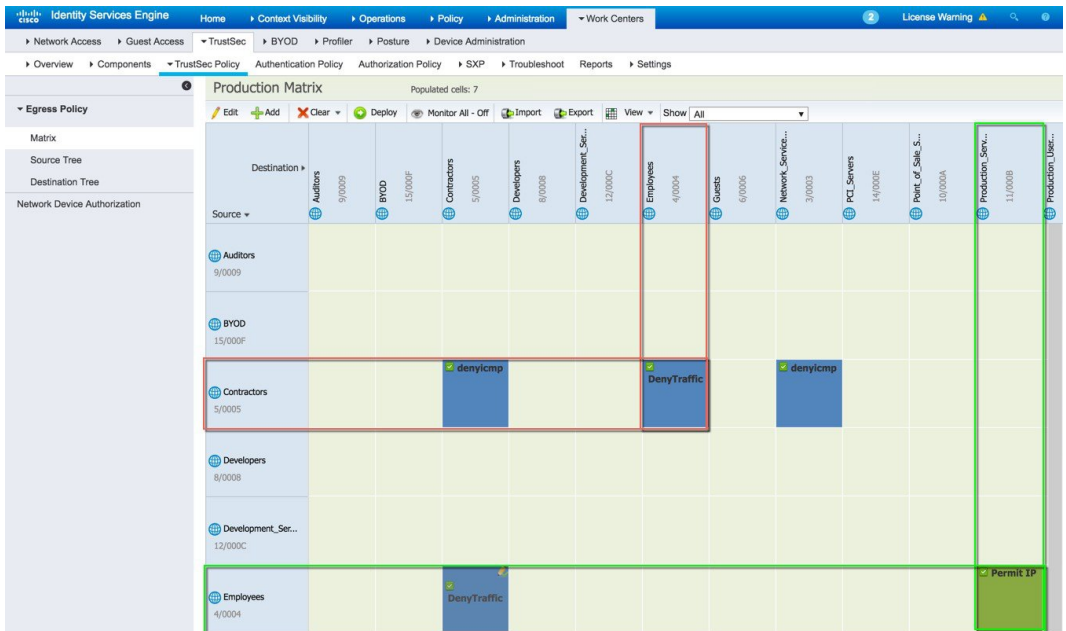 cisco Identity Services Engine Home Context Visibility Operations Policy Administration Work Centers 2 License Warning
Network Access Guest Access TrustSec BYOD Profiler Posture Device Administration
Overview Components TrustSec Policy Authentication Policy Authorization Policy SXP Troubleshoot Reports Settings
Egress Policy
Matrix
Source Tree
Destination Tree
Network Device Authorization
Production Matrix Populated cells: 7
Edit Add Clear Deploy Monitor All - Off Import Export View Show All
Destination
Source
Auditors
9/0009
BYOD
15/000F
Contractors
5/0005
Developers
8/0008
Development_Ser...
12/000C
Employees
4/0004
Guests
6/0006
Network_Service...
3/0003
PCI_Servers
14/000E
Point_of_Sale_S...
10/000A
Production_Serv...
11/000B
Production_User...
Auditors
9/0009
BYOD
15/000F
Contractors
5/0005
denyicmp
DenyTraffic
denyicmp
Developers
8/0008
Development_Ser...
12/000C
Employees
4/0004
DenyTraffic
Permit IP